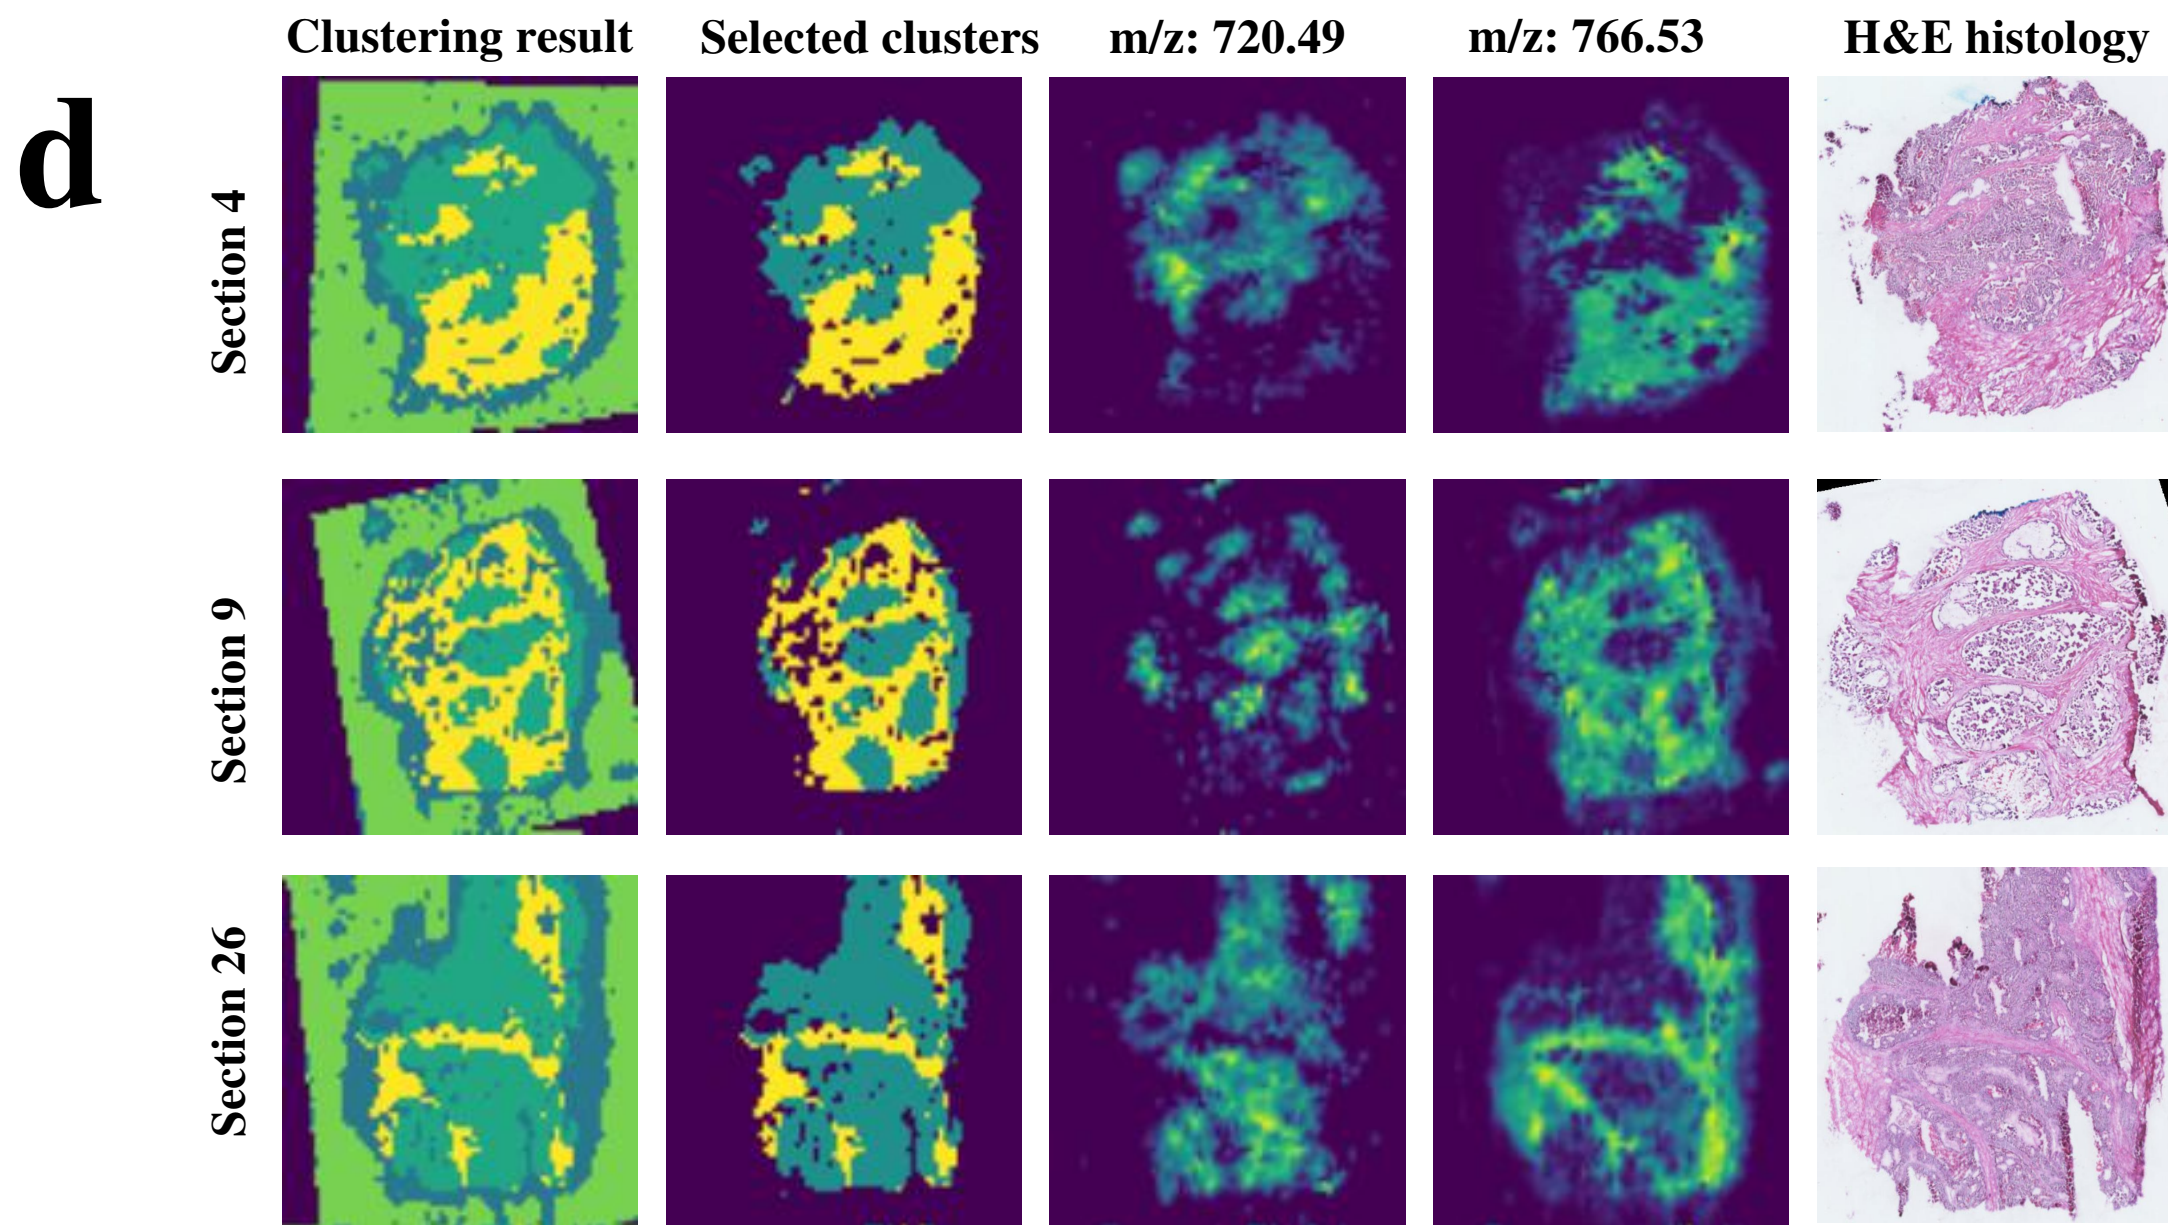 Clustering result Selected clusters m/z: 720.49 m/z: 766.53 H&E histology
d
Section 4
Section 9
Section 26